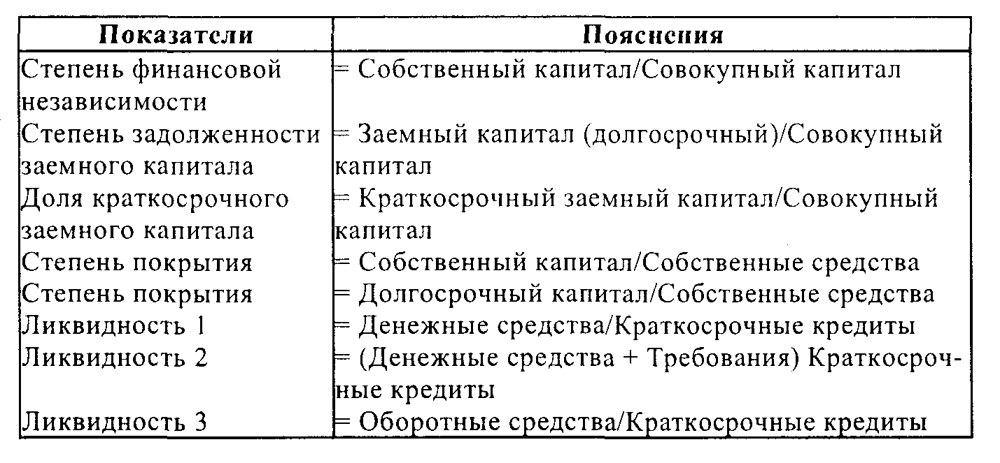 Показатели Пояснения
Степень финансовой = Собственный капитал/Совокупный капитал
независимости
Степень задолженности = Заемный капитал (долгосрочный)/Совокупный
заемного капитала капитал
Доля краткосрочного = Краткосрочный заемный капитал/Совокупный
заемного капитала капитал
Степень покрытия = Собственный капитал/Собственные средства
Степень покрытия = Долгосрочный капитал/Собственные средства
Ликвидность 1 = Денежные средства/Краткосрочные кредиты
Ликвидность 2 = (Денежные средства + Требования) Краткосроч-
ные кредиты
Ликвидность 3 = Оборотные средства/Краткосрочные кредиты